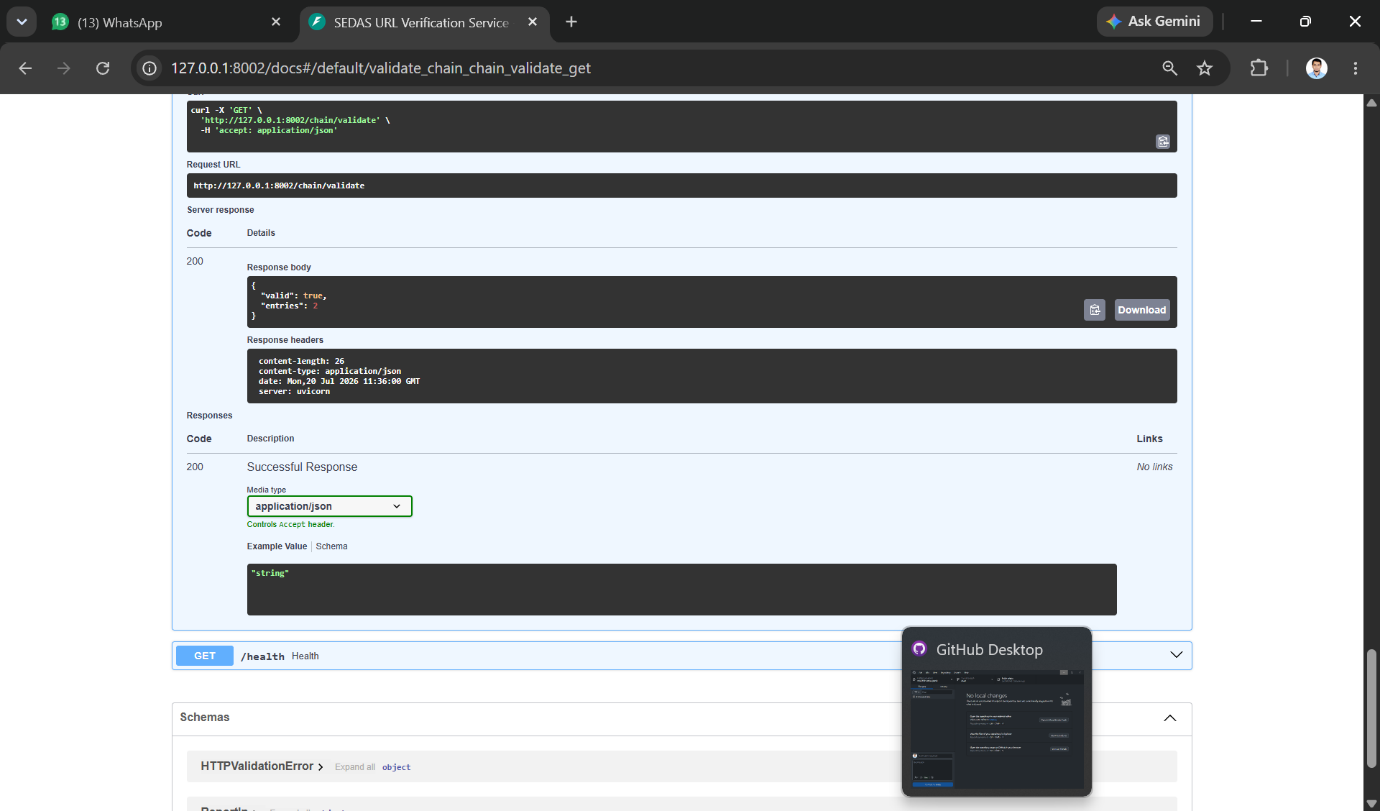 13 (13) WhatsApp
SEDAS URL Verification Service
Ask Gemini
127.0.0.1:8002/docs#/default/validate_chain_chain_validate_get
curl -X 'GET' \
'http://127.0.0.1:8002/chain/validate' \
-H 'accept: application/json'
Request URL
http://127.0.0.1:8002/chain/validate
Server response
Code Details
200
Response body
{
"valid": true,
"entries": 2
}
Download
Response headers
content-length: 26
content-type: application/json
date: Mon,20 Jul 2026 11:36:00 GMT
server: uvicorn
Responses
Code Description Links
200 Successful Response No links
Media type
application/json
Controls Accept header.
Example Value Schema
"string"
GET /health Health
GitHub Desktop
No local changes
Schemas
HTTPValidationError Expand all object